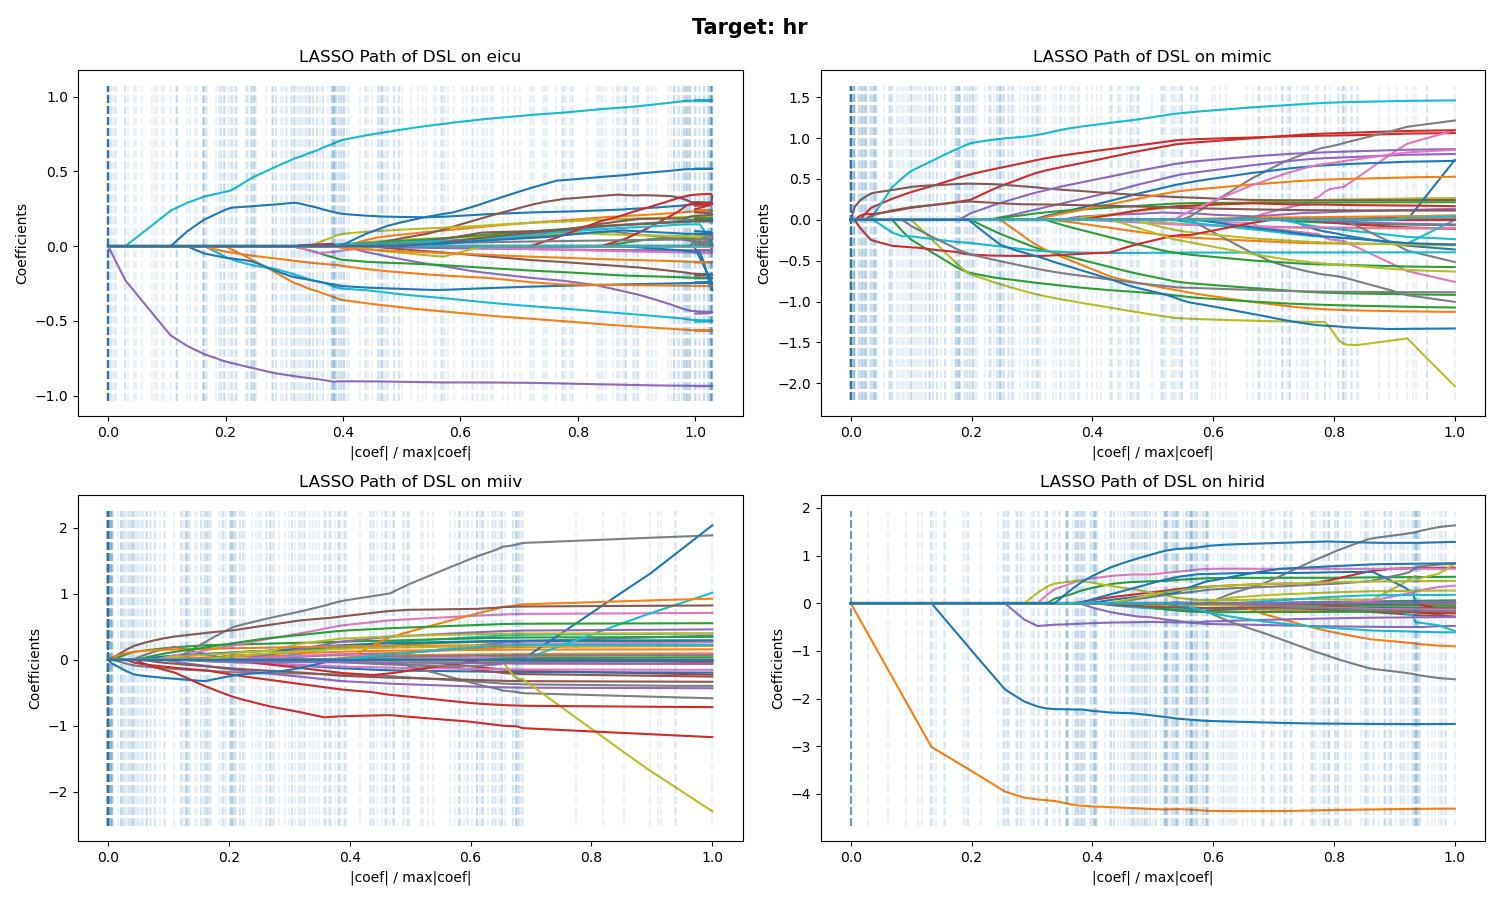 Target: hr
LASSO Path of DSL on eicu
1.0
0.5
0.0
−0.5
−1.0
Coefficients
0.0 0.2 0.4 0.6 0.8 1.0
|coef| / max|coef|
LASSO Path of DSL on mimic
1.5
1.0
0.5
0.0
−0.5
−1.0
−1.5
−2.0
Coefficients
0.0 0.2 0.4 0.6 0.8 1.0
|coef| / max|coef|
LASSO Path of DSL on miiv
2
1
0
−1
−2
Coefficients
0.0 0.2 0.4 0.6 0.8 1.0
|coef| / max|coef|
LASSO Path of DSL on hirid
2
1
0
−1
−2
−3
−4
Coefficients
0.0 0.2 0.4 0.6 0.8 1.0
|coef| / max|coef|